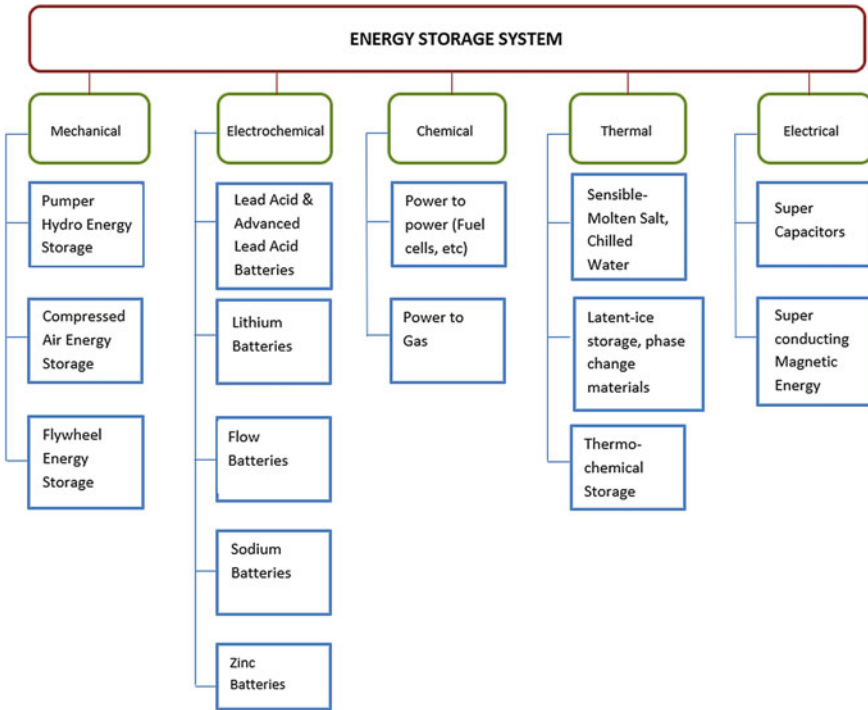 ENERGY STORAGE SYSTEM
Mechanical
Electrochemical
Chemical
Thermal
Electrical
Pumper
Hydro Energy
Storage
Compressed
Air Energy
Storage
Flywheel
Energy
Storage
Lead Acid &
Advanced
Lead Acid
Batteries
Lithium
Batteries
Flow
Batteries
Sodium
Batteries
Zinc
Batteries
Power to
power (Fuel
cells, etc)
Power to
Gas
Sensible-
Molten Salt,
Chilled
Water
Latent-ice
storage, phase
change
materials
Thermo-
chemical
Storage
Super
Capacitors
Super
conducting
Magnetic
Energy